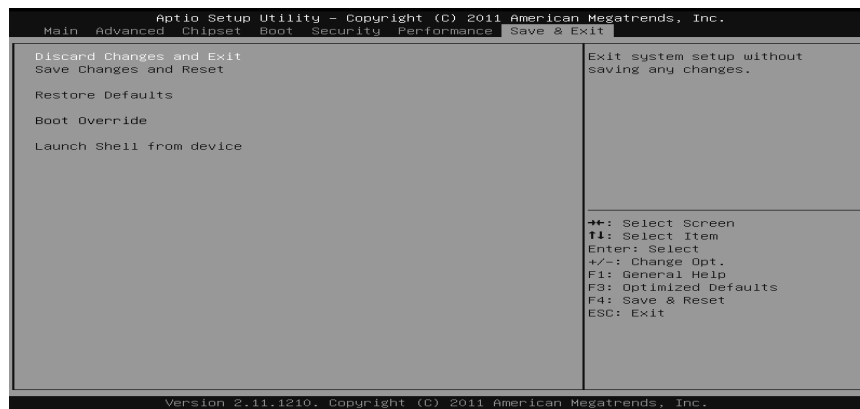 Aptio Setup Utility – Copyright (C) 2011 American Megatrends, Inc.
Main Advanced Chipset Boot Security Performance Save & Exit
Discard Changes and Exit
Save Changes and Reset
Restore Defaults
Boot Override
Launch Shell from device
Exit system setup without
saving any changes.
→←: Select Screen
↑↓: Select Item
Enter: Select
+/-: Change Opt.
F1: General Help
F3: Optimized Defaults
F4: Save & Reset
ESC: Exit
Version 2.11.1210. Copyright (C) 2011 American Megatrends, Inc.